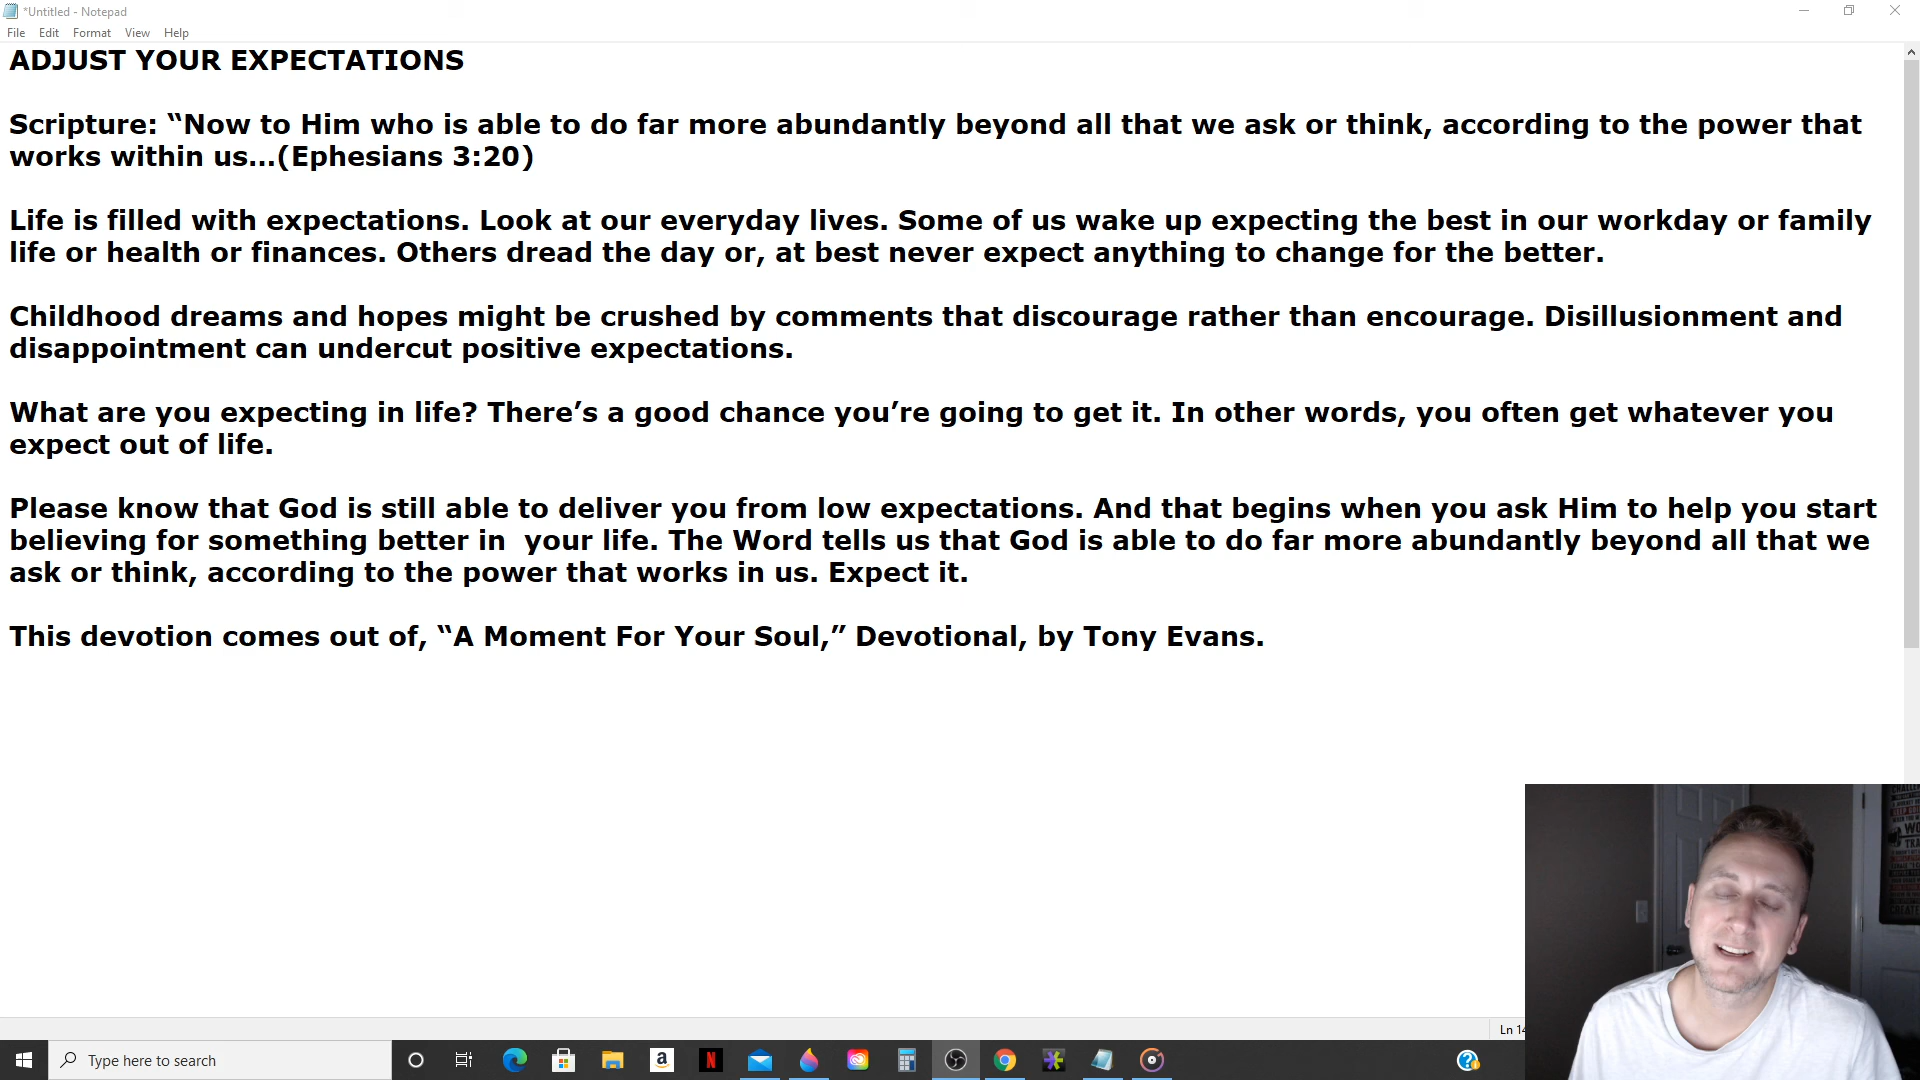 *Untitled - Notepad
File Edit Format View Help
ADJUST YOUR EXPECTATIONS
Scripture: “Now to Him who is able to do far more abundantly beyond all that we ask or think, according to the power that
works within us...(Ephesians 3:20)
Life is filled with expectations. Look at our everyday lives. Some of us wake up expecting the best in our workday or family
life or health or finances. Others dread the day or, at best never expect anything to change for the better.
Childhood dreams and hopes might be crushed by comments that discourage rather than encourage. Disillusionment and
disappointment can undercut positive expectations.
What are you expecting in life? There’s a good chance you’re going to get it. In other words, you often get whatever you
expect out of life.
Please know that God is still able to deliver you from low expectations. And that begins when you ask Him to help you start
believing for something better in  your life. The Word tells us that God is able to do far more abundantly beyond all that we
ask or think, according to the power that works in us. Expect it.
This devotion comes out of, “A Moment For Your Soul,” Devotional, by Tony Evans.
Ln 14
Type here to search